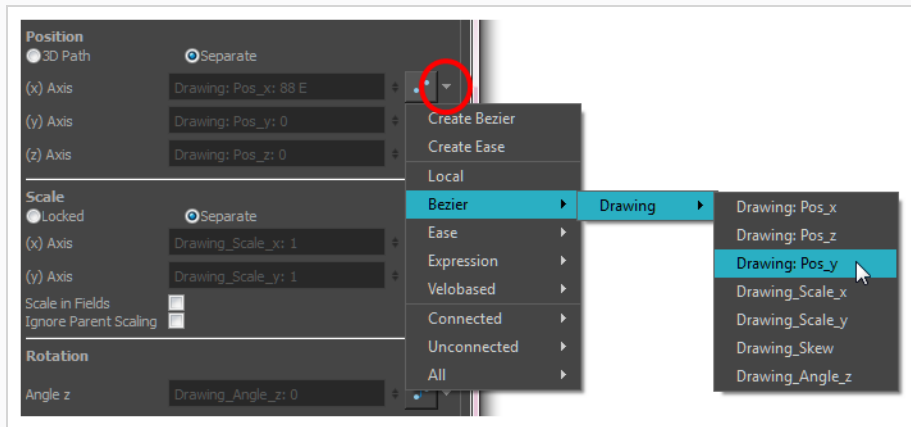 Position
3D Path Separate
(x) Axis Drawing: Pos_x: 88 E
(y) Axis Drawing: Pos_y: 0
(z) Axis Drawing: Pos_z: 0
Scale
Locked Separate
(x) Axis Drawing_Scale_x: 1
(y) Axis Drawing_Scale_y: 1
Scale in Fields
Ignore Parent Scaling
Rotation
Angle z Drawing_Angle_z: 0
Create Bezier
Create Ease
Local
Bezier
Ease
Expression
Velobased
Connected
Unconnected
All
Drawing
Drawing: Pos_x
Drawing: Pos_z
Drawing: Pos_y
Drawing_Scale_x
Drawing_Scale_y
Drawing_Skew
Drawing_Angle_z